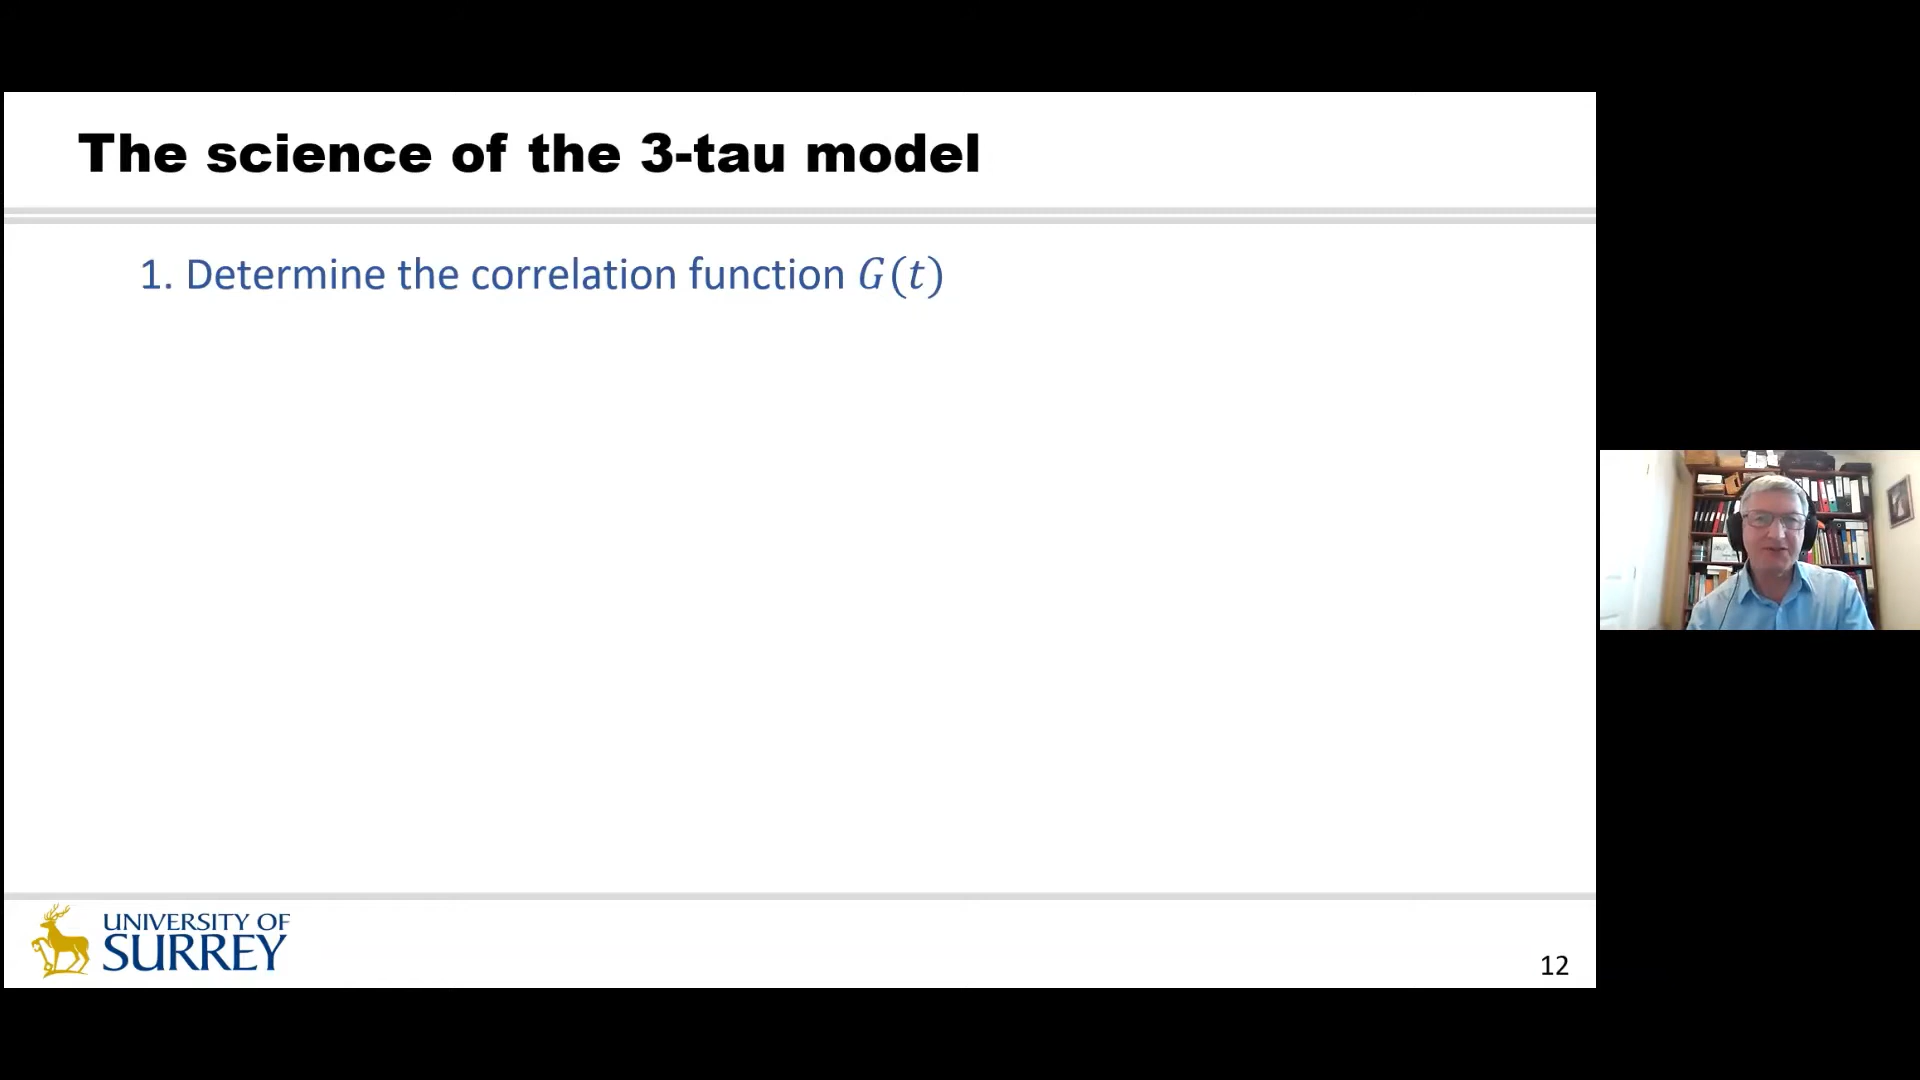 The science of the 3-tau model
1. Determine the correlation function G(t)
UNIVERSITY OF
SURREY
12